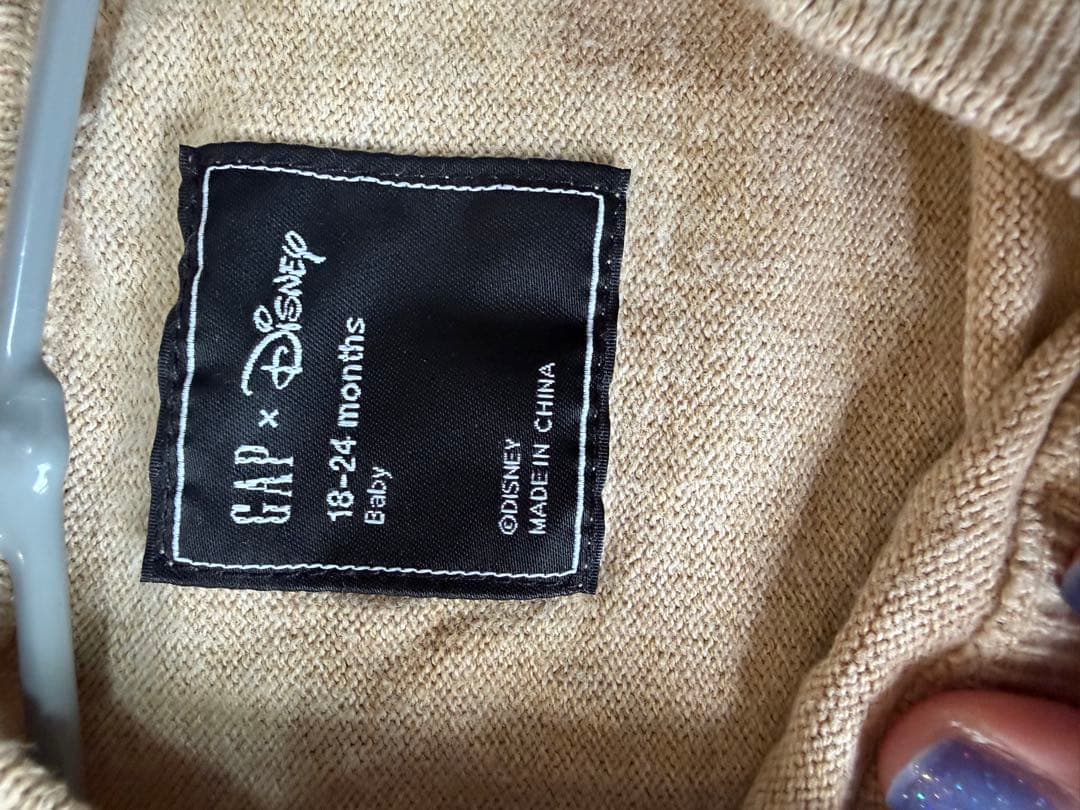 GAP x DISNEY
18-24 months
Baby
©DISNEY
MADE IN CHINA